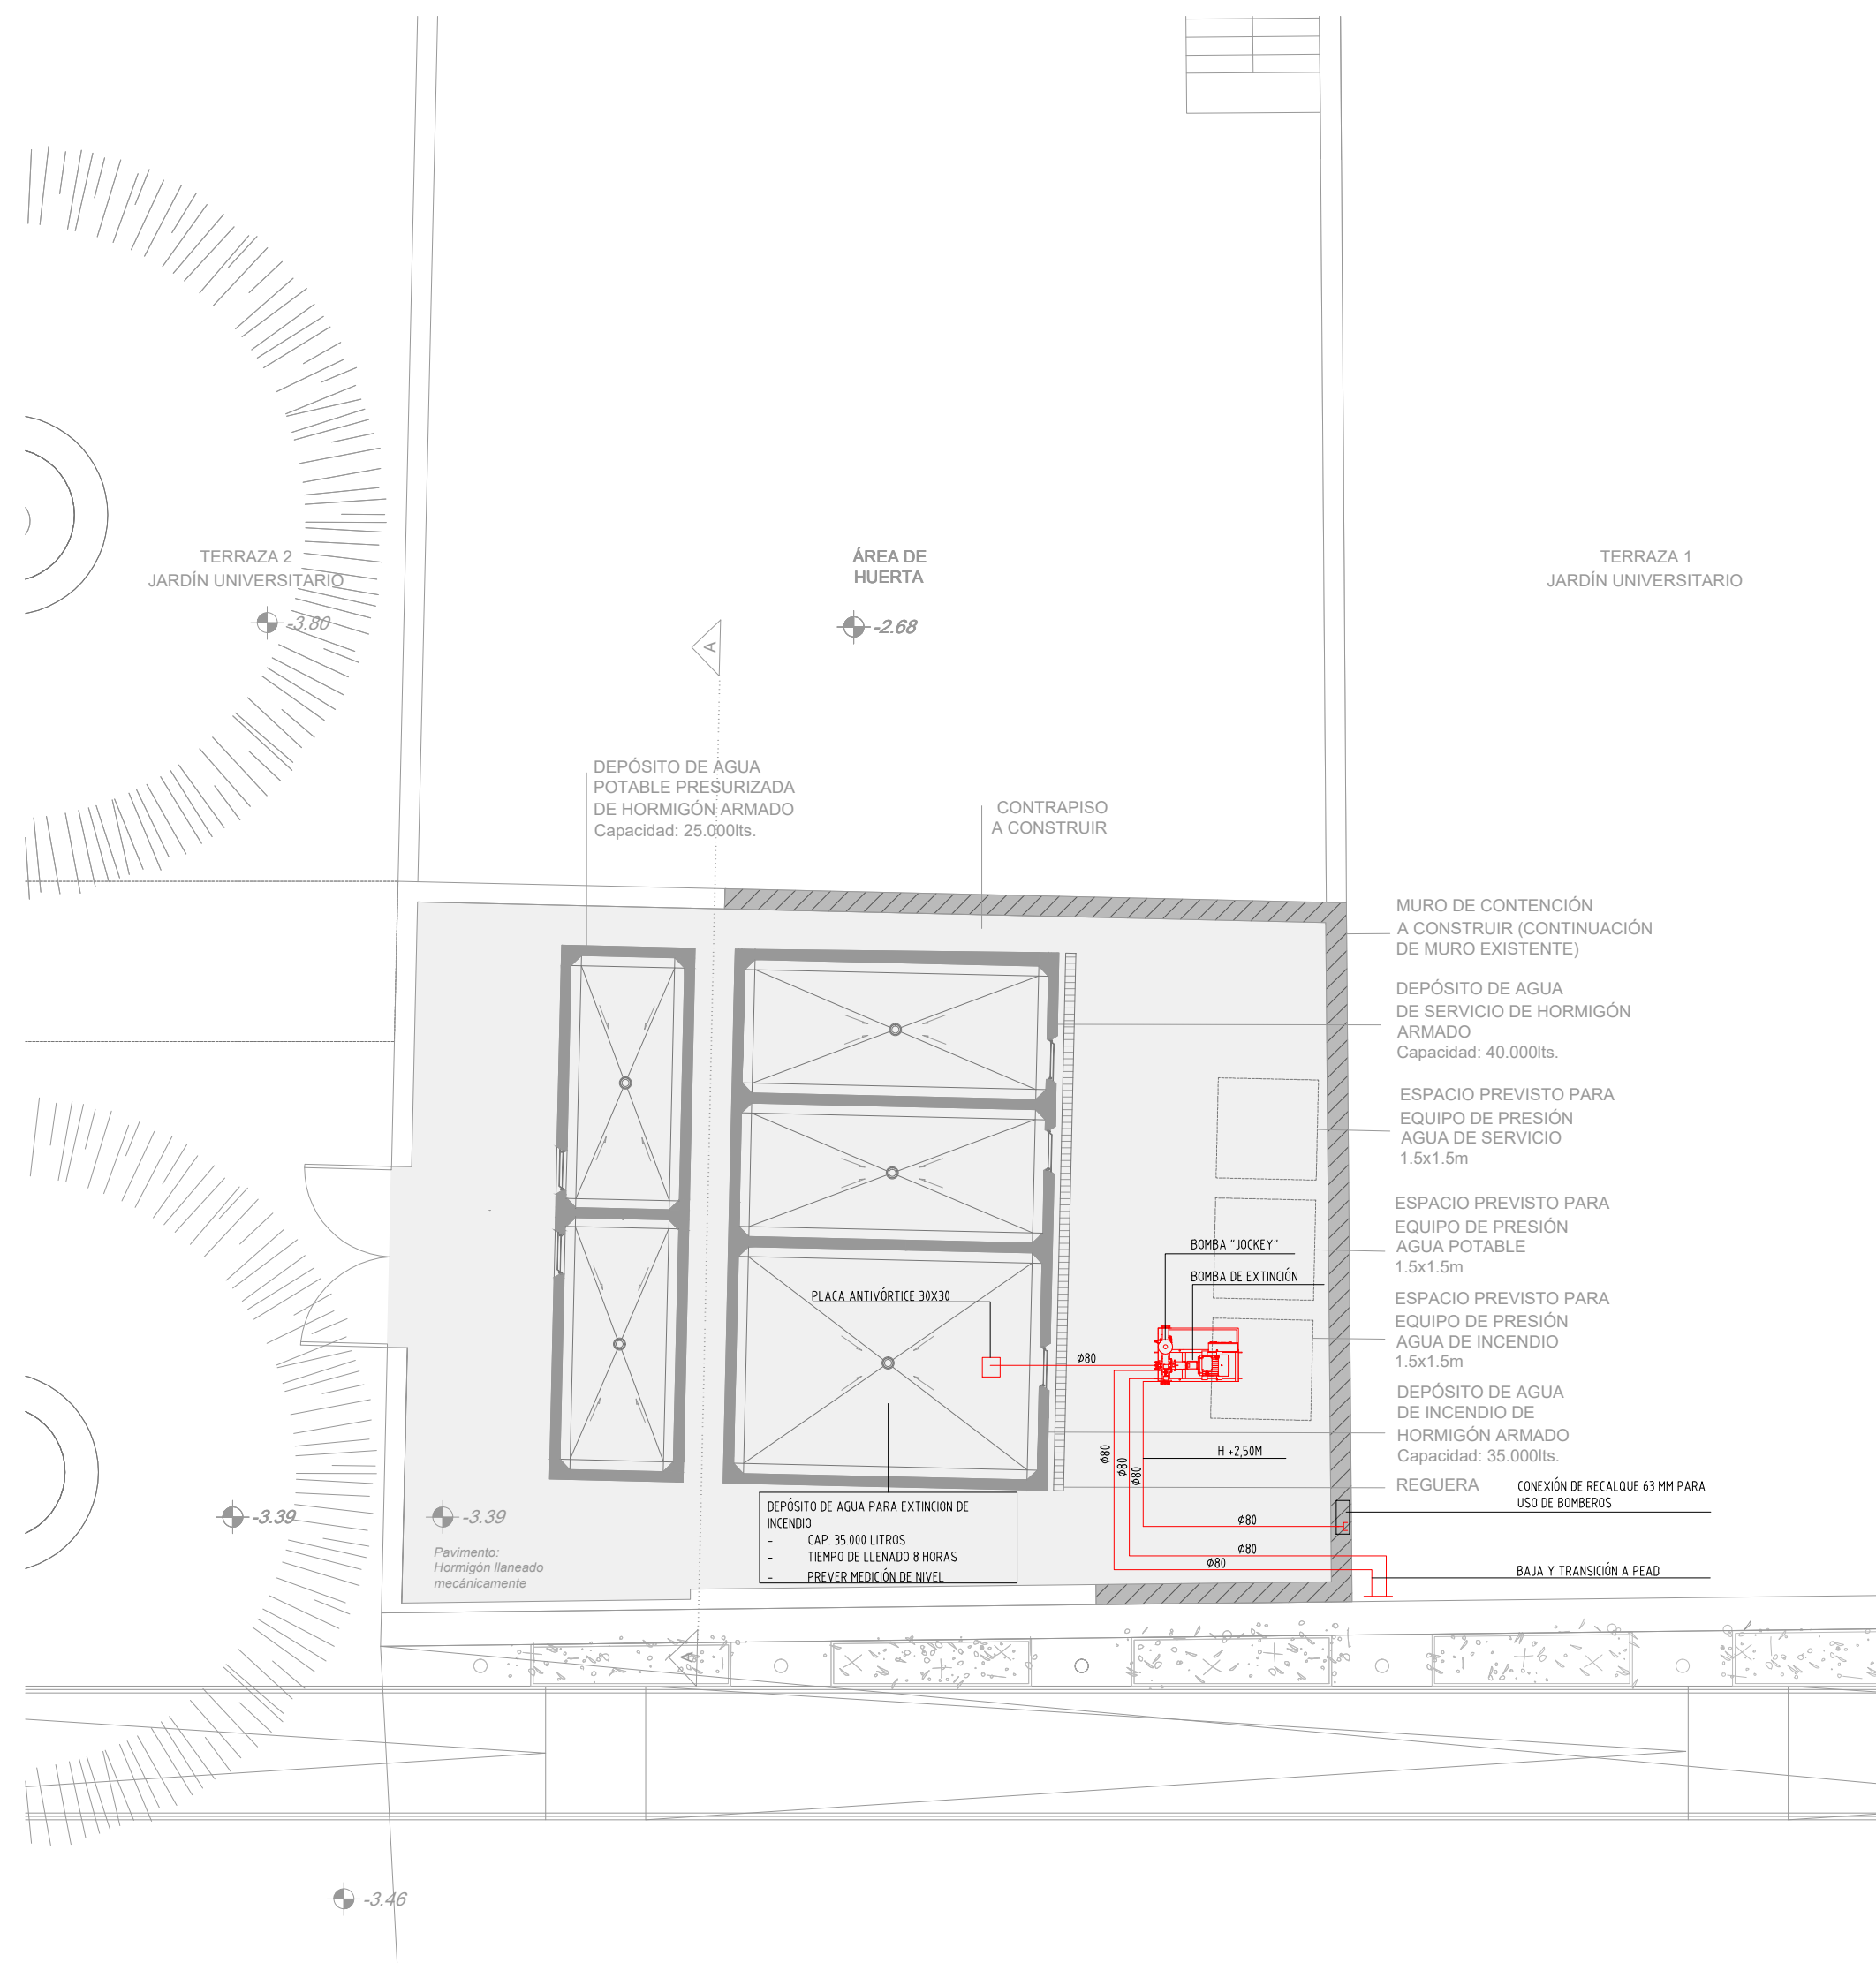 TERRAZA 2
JARDÍN UNIVERSITARIO
-3.80
ÁREA DE
HUERTA
-2.68
TERRAZA 1
JARDÍN UNIVERSITARIO
A
DEPÓSITO DE AGUA
POTABLE PRESURIZADA
DE HORMIGÓN ARMADO
Capacidad: 25.000lts.
CONTRAPISO
A CONSTRUIR
MURO DE CONTENCIÓN
A CONSTRUIR (CONTINUACIÓN
DE MURO EXISTENTE)
DEPÓSITO DE AGUA
DE SERVICIO DE HORMIGÓN
ARMADO
Capacidad: 40.000lts.
ESPACIO PREVISTO PARA
EQUIPO DE PRESIÓN
AGUA DE SERVICIO
1.5x1.5m
ESPACIO PREVISTO PARA
EQUIPO DE PRESIÓN
AGUA POTABLE
1.5x1.5m
BOMBA "JOCKEY"
BOMBA DE EXTINCIÓN
PLACA ANTIVÓRTICE 30X30
ESPACIO PREVISTO PARA
EQUIPO DE PRESIÓN
AGUA DE INCENDIO
1.5x1.5m
Ø80
DEPÓSITO DE AGUA
DE INCENDIO DE
HORMIGÓN ARMADO
Capacidad: 35.000lts.
H +2,50M
Ø80
Ø80
Ø80
REGUERA
CONEXIÓN DE RECALQUE 63 MM PARA
USO DE BOMBEROS
DEPÓSITO DE AGUA PARA EXTINCION DE
INCENDIO
- CAP. 35.000 LITROS
- TIEMPO DE LLENADO 8 HORAS
- PREVER MEDICIÓN DE NIVEL
Ø80
Ø80
Ø80
BAJA Y TRANSICIÓN A PEAD
-3.39
-3.39
Pavimento:
Hormigón llaneado
mecánicamente
A
-3.46